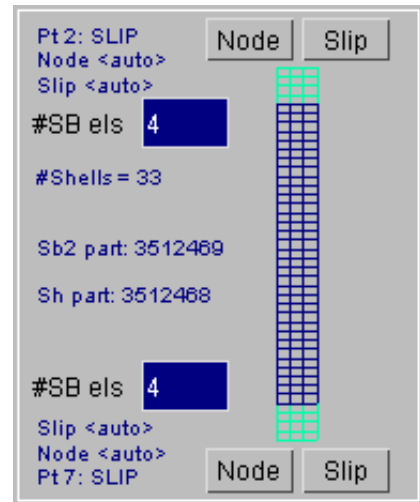 Pt 2: SLIP
Node <auto>
Slip <auto>
Node Slip
#SB els 4
#Shells = 33
Sb2 part: 3512469
Sh part: 3512468
#SB els 4
Slip <auto>
Node <auto>
Pt 7: SLIP
Node Slip